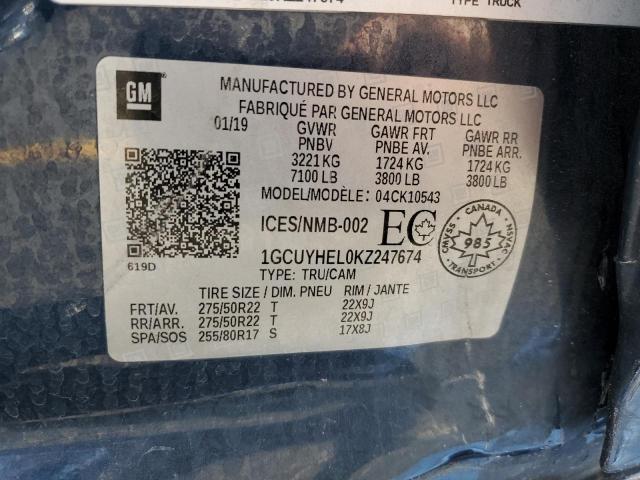 TYPE TRUCK
GM
MANUFACTURED BY GENERAL MOTORS LLC
FABRIQUÉ PAR GENERAL MOTORS LLC
01/19 GVWR GAWR FRT GAWR RR
PNBV PNBE AV. PNBE ARR.
3221 KG 1724 KG 1724 KG
7100 LB 3800 LB 3800 LB
MODEL/MODÈLE: 04CK10543
ICES/NMB-002 EC
CANADA
CMVSS NSVAC
985
TRANSPORT
1GCUYHEL0KZ247674
619D
TYPE: TRU/CAM
TIRE SIZE / DIM. PNEU RIM / JANTE
FRT/AV. 275/50R22 T 22X9J
RR/ARR. 275/50R22 T 22X9J
SPA/SOS 255/80R17 S 17X8J